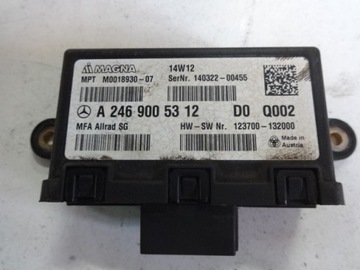 MAGNA 14W12
MPT M0018930-07 SerNr. 140322-00455
A 246 900 53 12 D0 Q002
MFA Allrad SG HW-SW Nr. 123700-132000
Made in
Austria